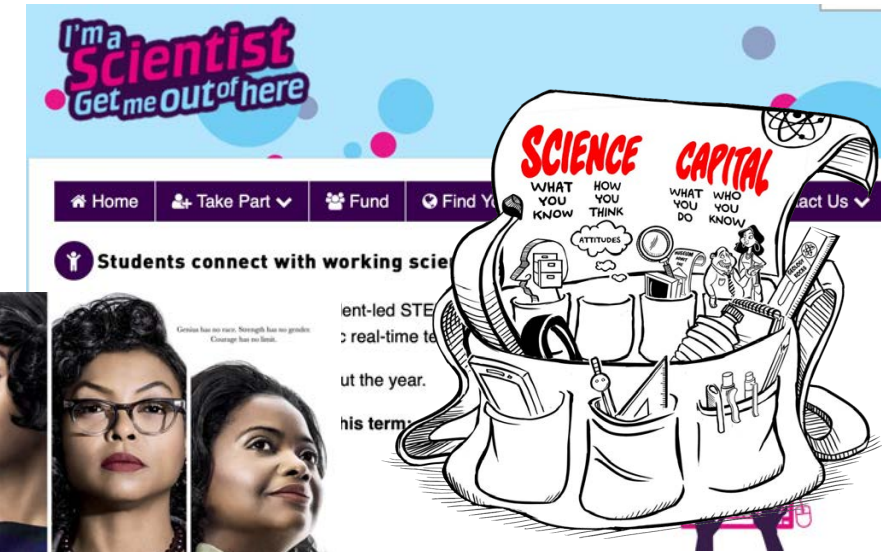 I'm a
Scientist
Get me out of here
Home
Take Part
Fund
Find
act Us
Students connect with working
ent-led STE
real-time
ut the year.
his term:
Genius has no race. Strength has no gender.
Courage has no limit.
SCIENCE CAPITAL
WHAT YOU KNOW
HOW YOU THINK
WHAT YOU DO
WHO YOU KNOW
ATTITUDES